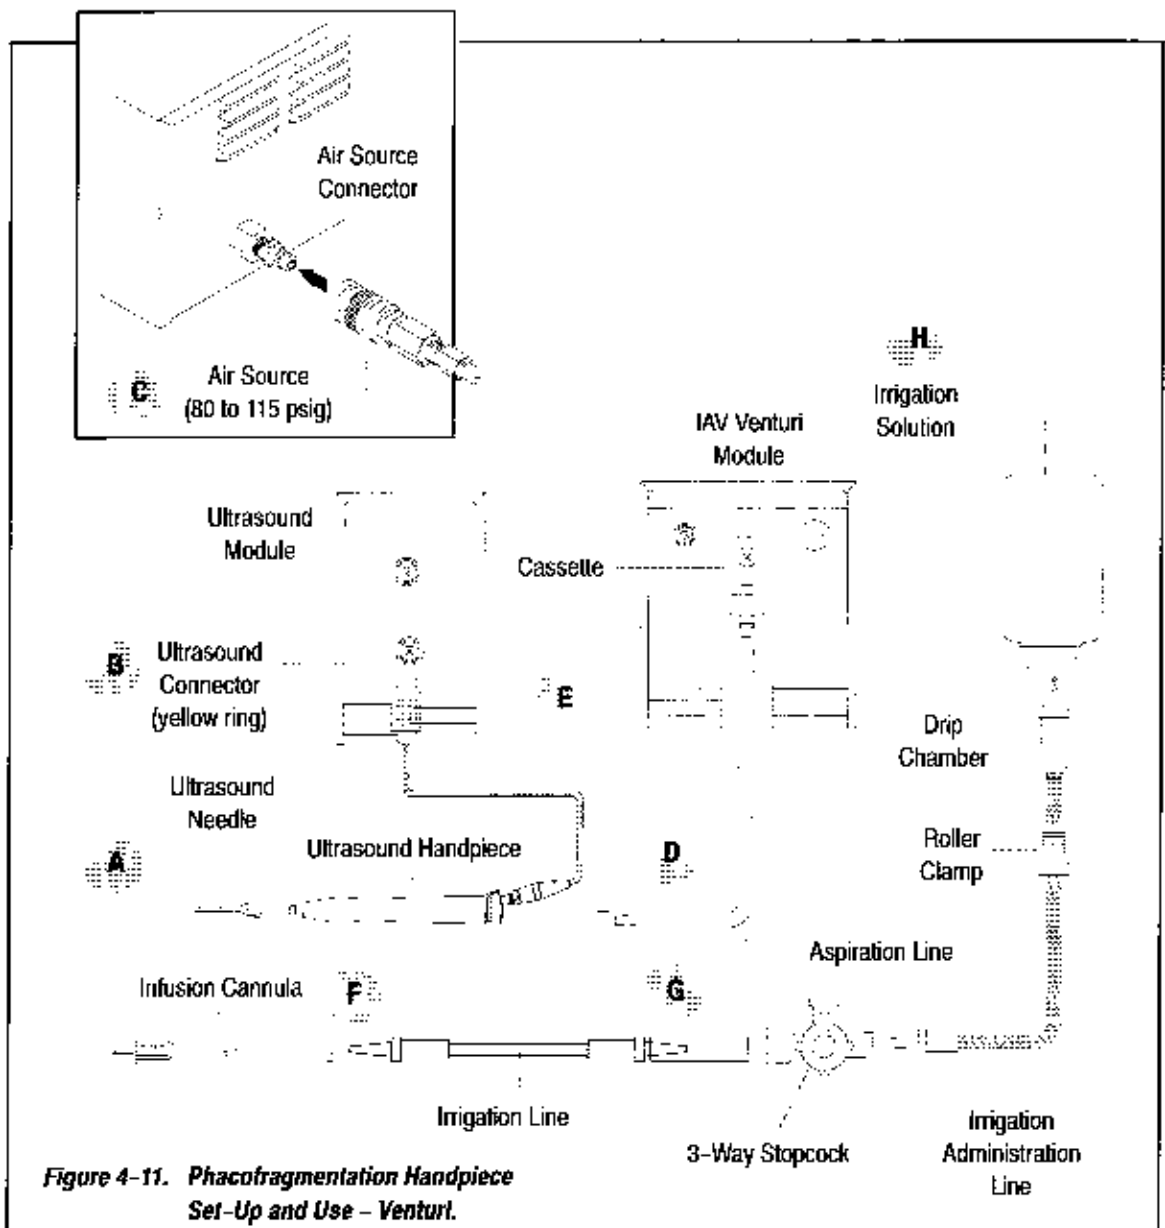 Air Source
Connector
C
Air Source
(80 to 115 psig)
H
Irrigation
Solution
IAV Venturi
Module
Ultrasound
Module
Cassette
B
Ultrasound
Connector
(yellow ring)
E
Drip
Chamber
Ultrasound
Needle
A
Ultrasound Handpiece
D
Roller
Clamp
Aspiration Line
Infusion Cannula
F
G
Irrigation Line
3-Way Stopcock
Irrigation
Administration
Line
Figure 4-11. Phacofragmentation Handpiece
Set-Up and Use – Venturi.